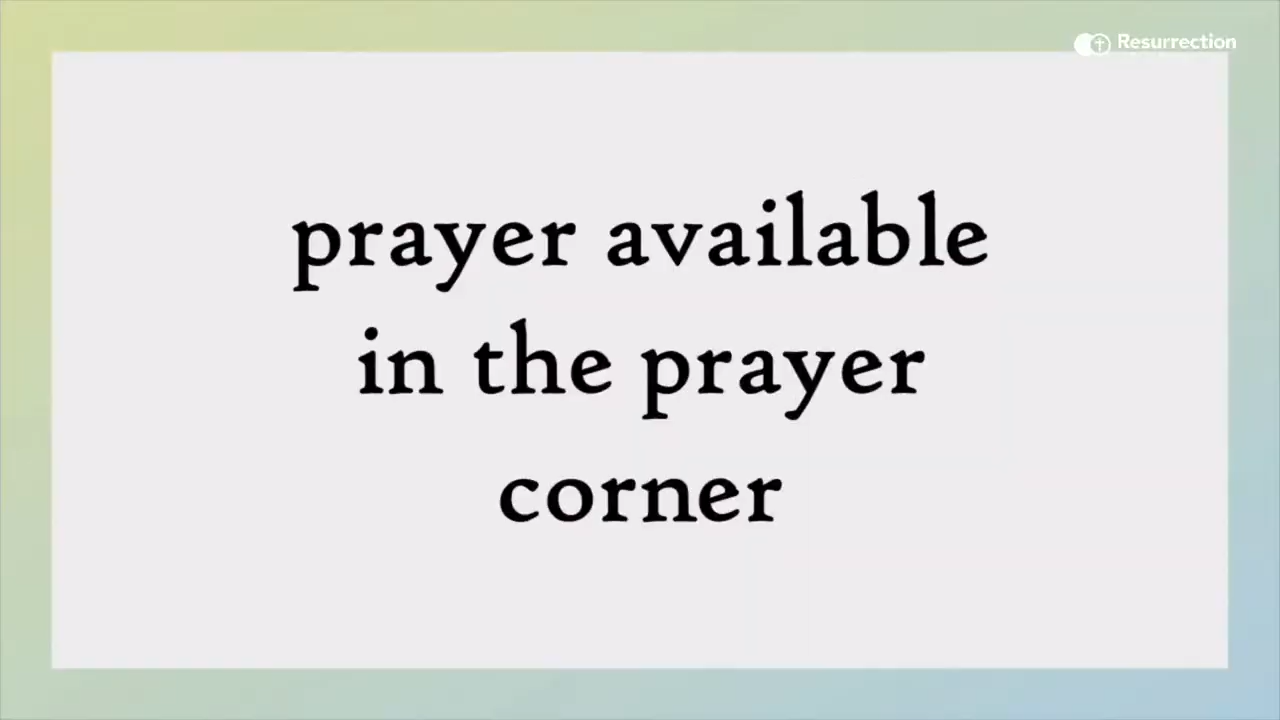 Resurrection
prayer available
in the prayer
corner